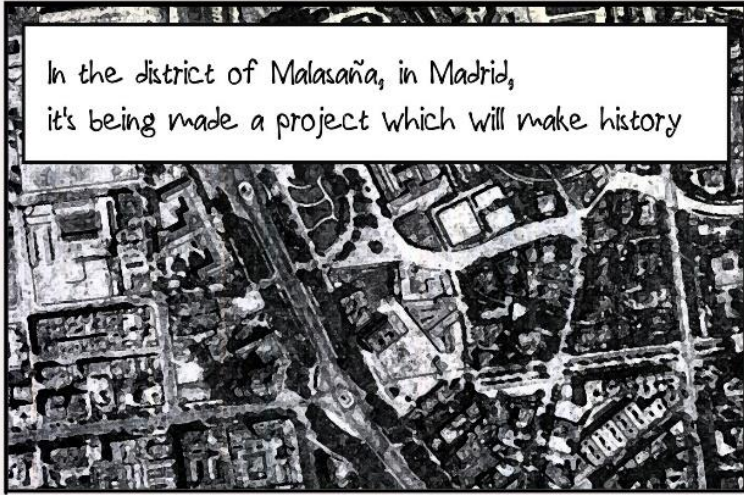 In the district of Malasaña, in Madrid,
it's being made a project which will make history